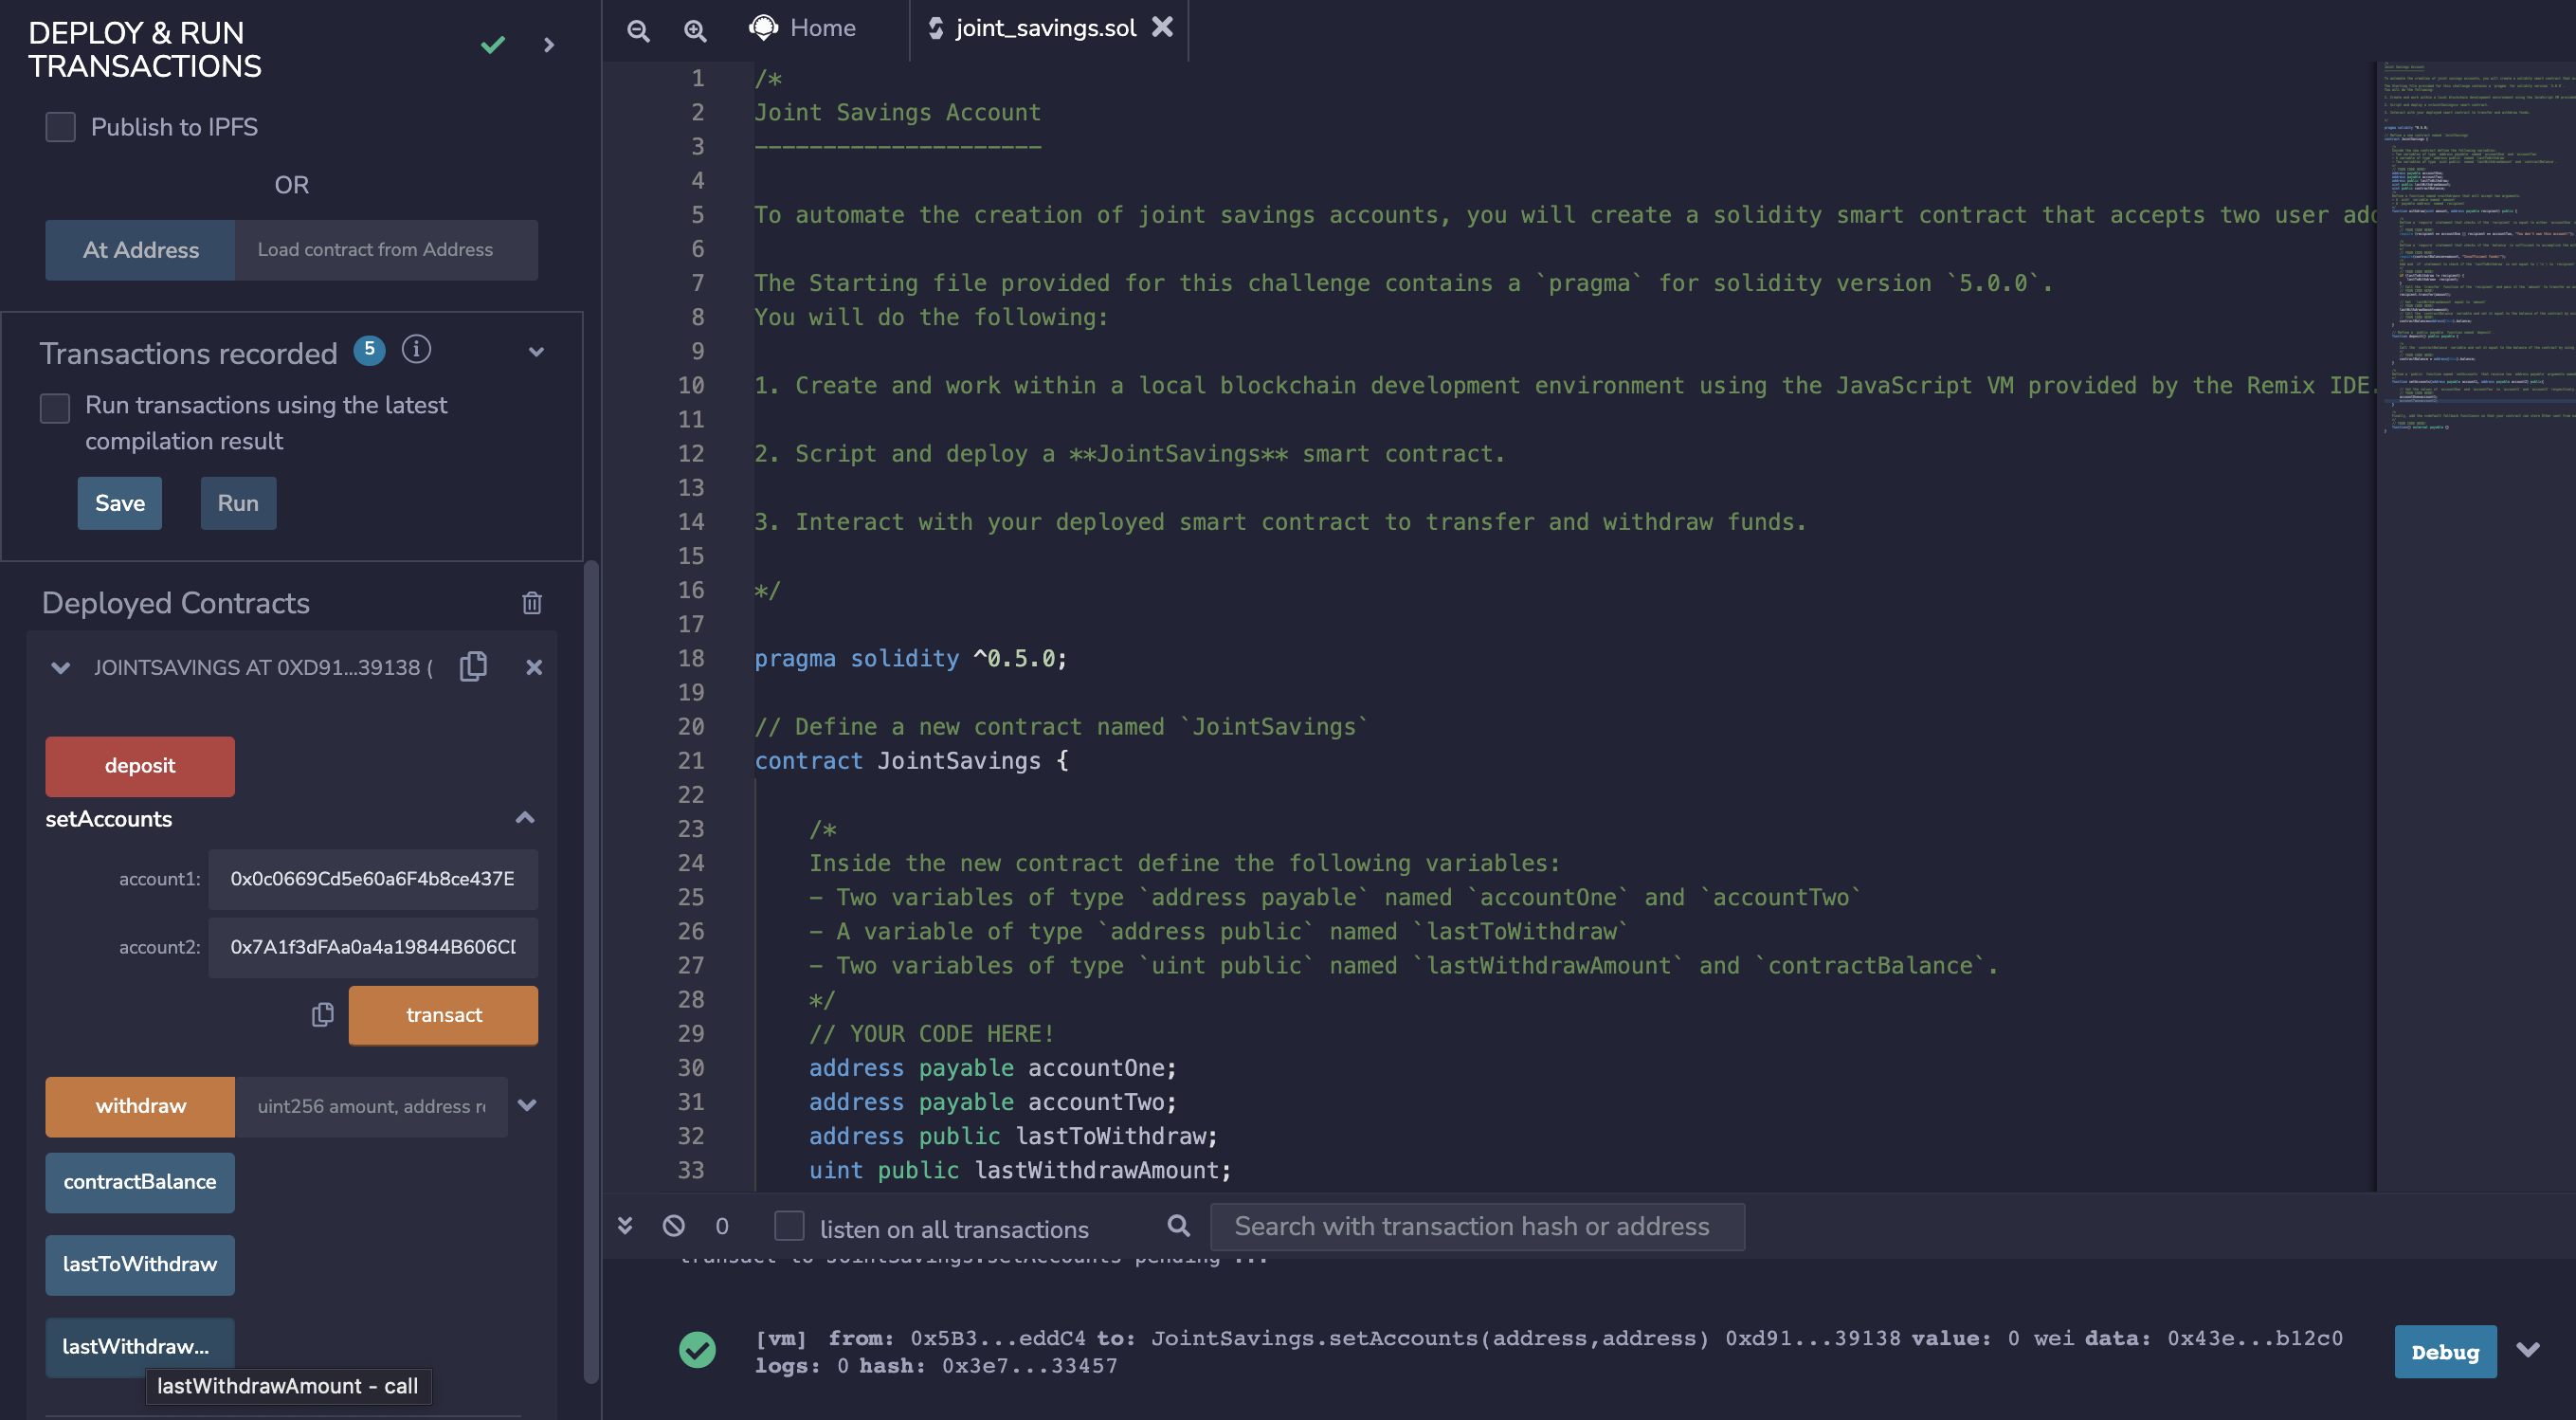 DEPLOY & RUN
TRANSACTIONS
Publish to IPFS
OR
At Address
Load contract from Address
Transactions recorded 5 i
Run transactions using the latest
compilation result
Save
Run
Deployed Contracts
JOINTSAVINGS AT 0XD91...39138 (
deposit
setAccounts
account1: 0x0c0669Cd5e60a6F4b8ce437E
account2: 0x7A1f3dFAa0a4a19844B606CD
transact
withdraw
uint256 amount, address
contractBalance
lastToWithdraw
lastWithdraw...
lastWithdrawAmount - call
Home
joint_savings.sol
1 /*
2 Joint Savings Account
3 ---------------------
4
5 To automate the creation of joint savings accounts, you will create a solidity smart contract that accepts two user
6
7 The Starting file provided for this challenge contains a `pragma` for solidity version `5.0.0`.
8 You will do the following:
9
10 1. Create and work within a local blockchain development environment using the JavaScript VM provided by the Remix IDE.
11
12 2. Script and deploy a **JointSavings** smart contract.
13
14 3. Interact with your deployed smart contract to transfer and withdraw funds.
15
16 */
17
18 pragma solidity ^0.5.0;
19
20 // Define a new contract named `JointSavings`
21 contract JointSavings {
22
23 /*
24 Inside the new contract define the following variables:
25 - Two variables of type `address payable` named `accountOne` and `accountTwo`
26 - A variable of type `address public` named `lastToWithdraw`
27 - Two variables of type `uint public` named `lastWithdrawAmount` and `contractBalance`.
28 */
29 // YOUR CODE HERE!
30 address payable accountOne;
31 address payable accountTwo;
32 address public lastToWithdraw;
33 uint public lastWithdrawAmount;
0
listen on all transactions
Search with transaction hash or address
transact to JointSavings.setAccounts pending ...
[vm] from: 0x5B3...eddC4 to: JointSavings.setAccounts(address,address) 0xd91...39138 value: 0 wei data: 0x43e...b12c0
logs: 0 hash: 0x3e7...33457
Debug